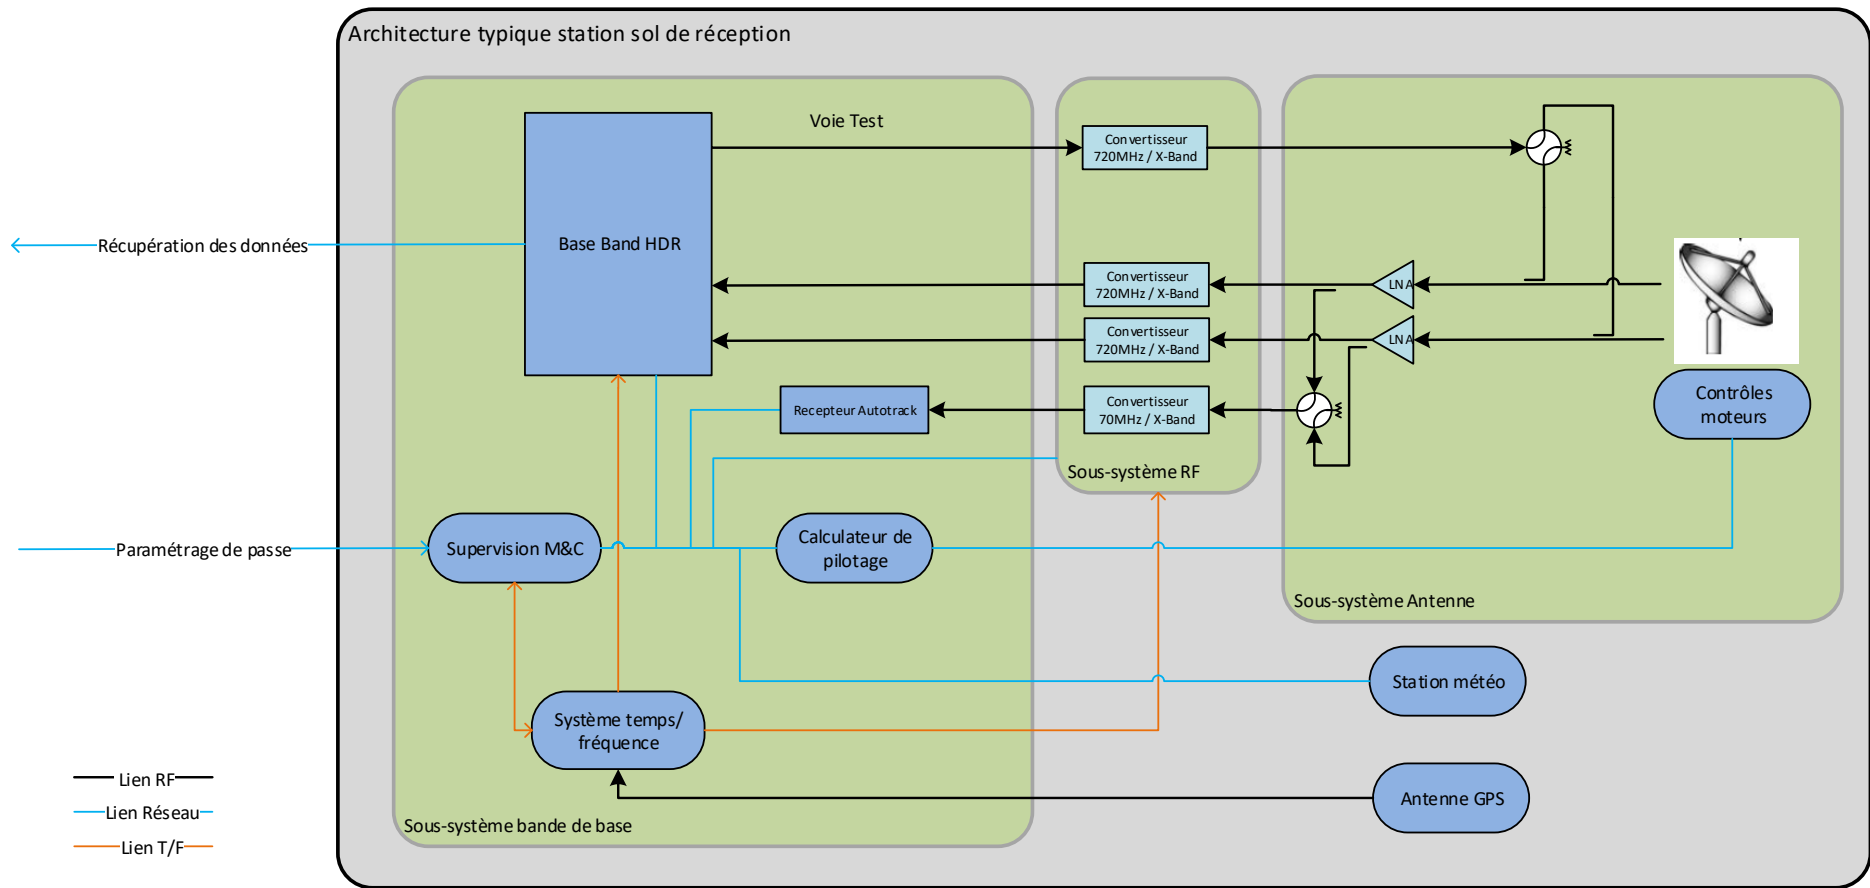 Architecture typique station sol de réception
Voie Test
Convertisseur
720MHz / X-Band
Base Band HDR
Récupération des données
Convertisseur
720MHz / X-Band
LNA
Convertisseur
720MHz / X-Band
LNA
Recepteur Autotrack
Convertisseur
70MHz / X-Band
Contrôles
moteurs
Sous-système RF
Paramétrage de passe
Supervision M&C
Calculateur de
pilotage
Sous-système Antenne
Station météo
Système temps/
fréquence
Antenne GPS
Sous-système bande de base
Lien RF
Lien Réseau
Lien T/F